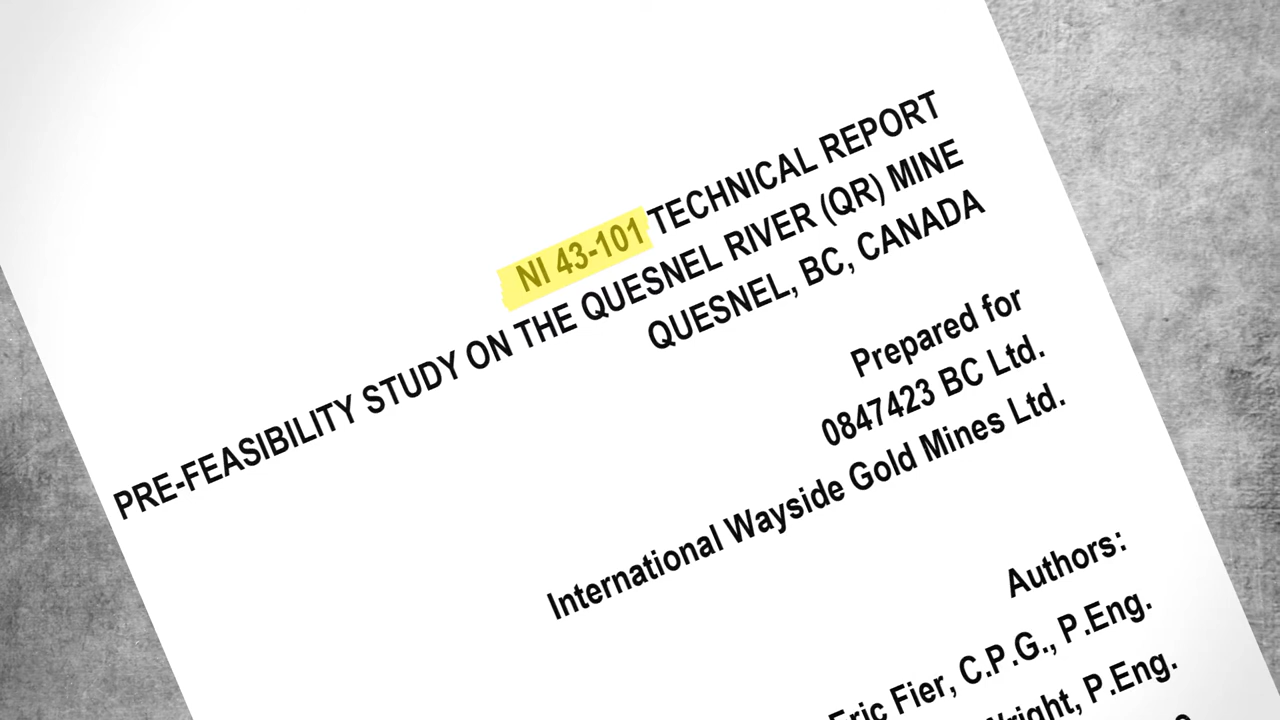 NI 43-101 TECHNICAL REPORT
PRE-FEASIBILITY STUDY ON THE QUESNEL RIVER (QR) MINE
QUESNEL, BC, CANADA
Prepared for
0847423 BC Ltd.
International Wayside Gold Mines Ltd.
Authors:
Eric Fier, C.P.G., P.Eng.
Wright, P.Eng.